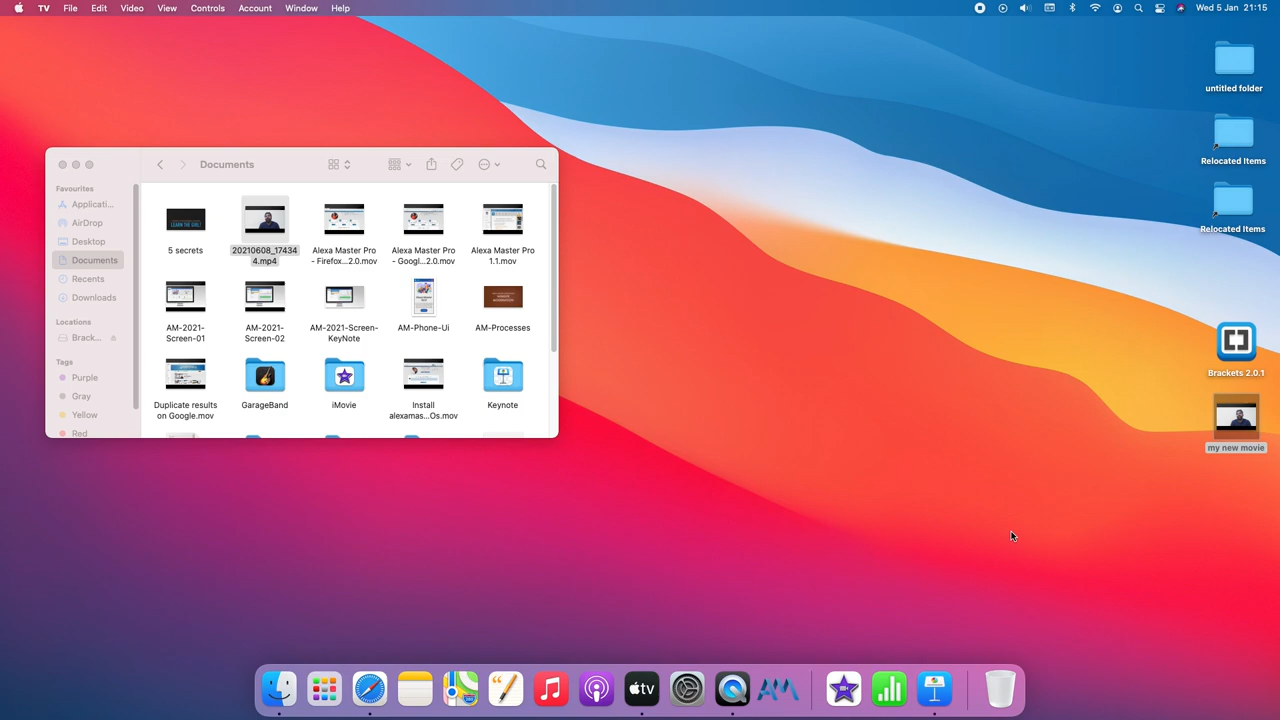 TV File Edit Video View Controls Account Window Help
Wed 5 Jan 21:15
untitled folder
Relocated Items
Relocated Items
Brackets 2.0.1
my new movie
Documents
Favourites
Applicati...
AirDrop
Desktop
Documents
Recents
Downloads
Locations
Brack...
Tags
Purple
Gray
Yellow
Red
5 secrets
20210608_17434
4.mp4
Alexa Master Pro
- Firefox...2.0.mov
Alexa Master Pro
- Googl...2.0.mov
Alexa Master Pro
1.1.mov
AM-2021-
Screen-01
AM-2021-
Screen-02
AM-2021-Screen-
KeyNote
AM-Phone-Ui
AM-Processes
Duplicate results
on Google.mov
GarageBand
iMovie
Install
alexamas...Os.mov
Keynote
tv
AM